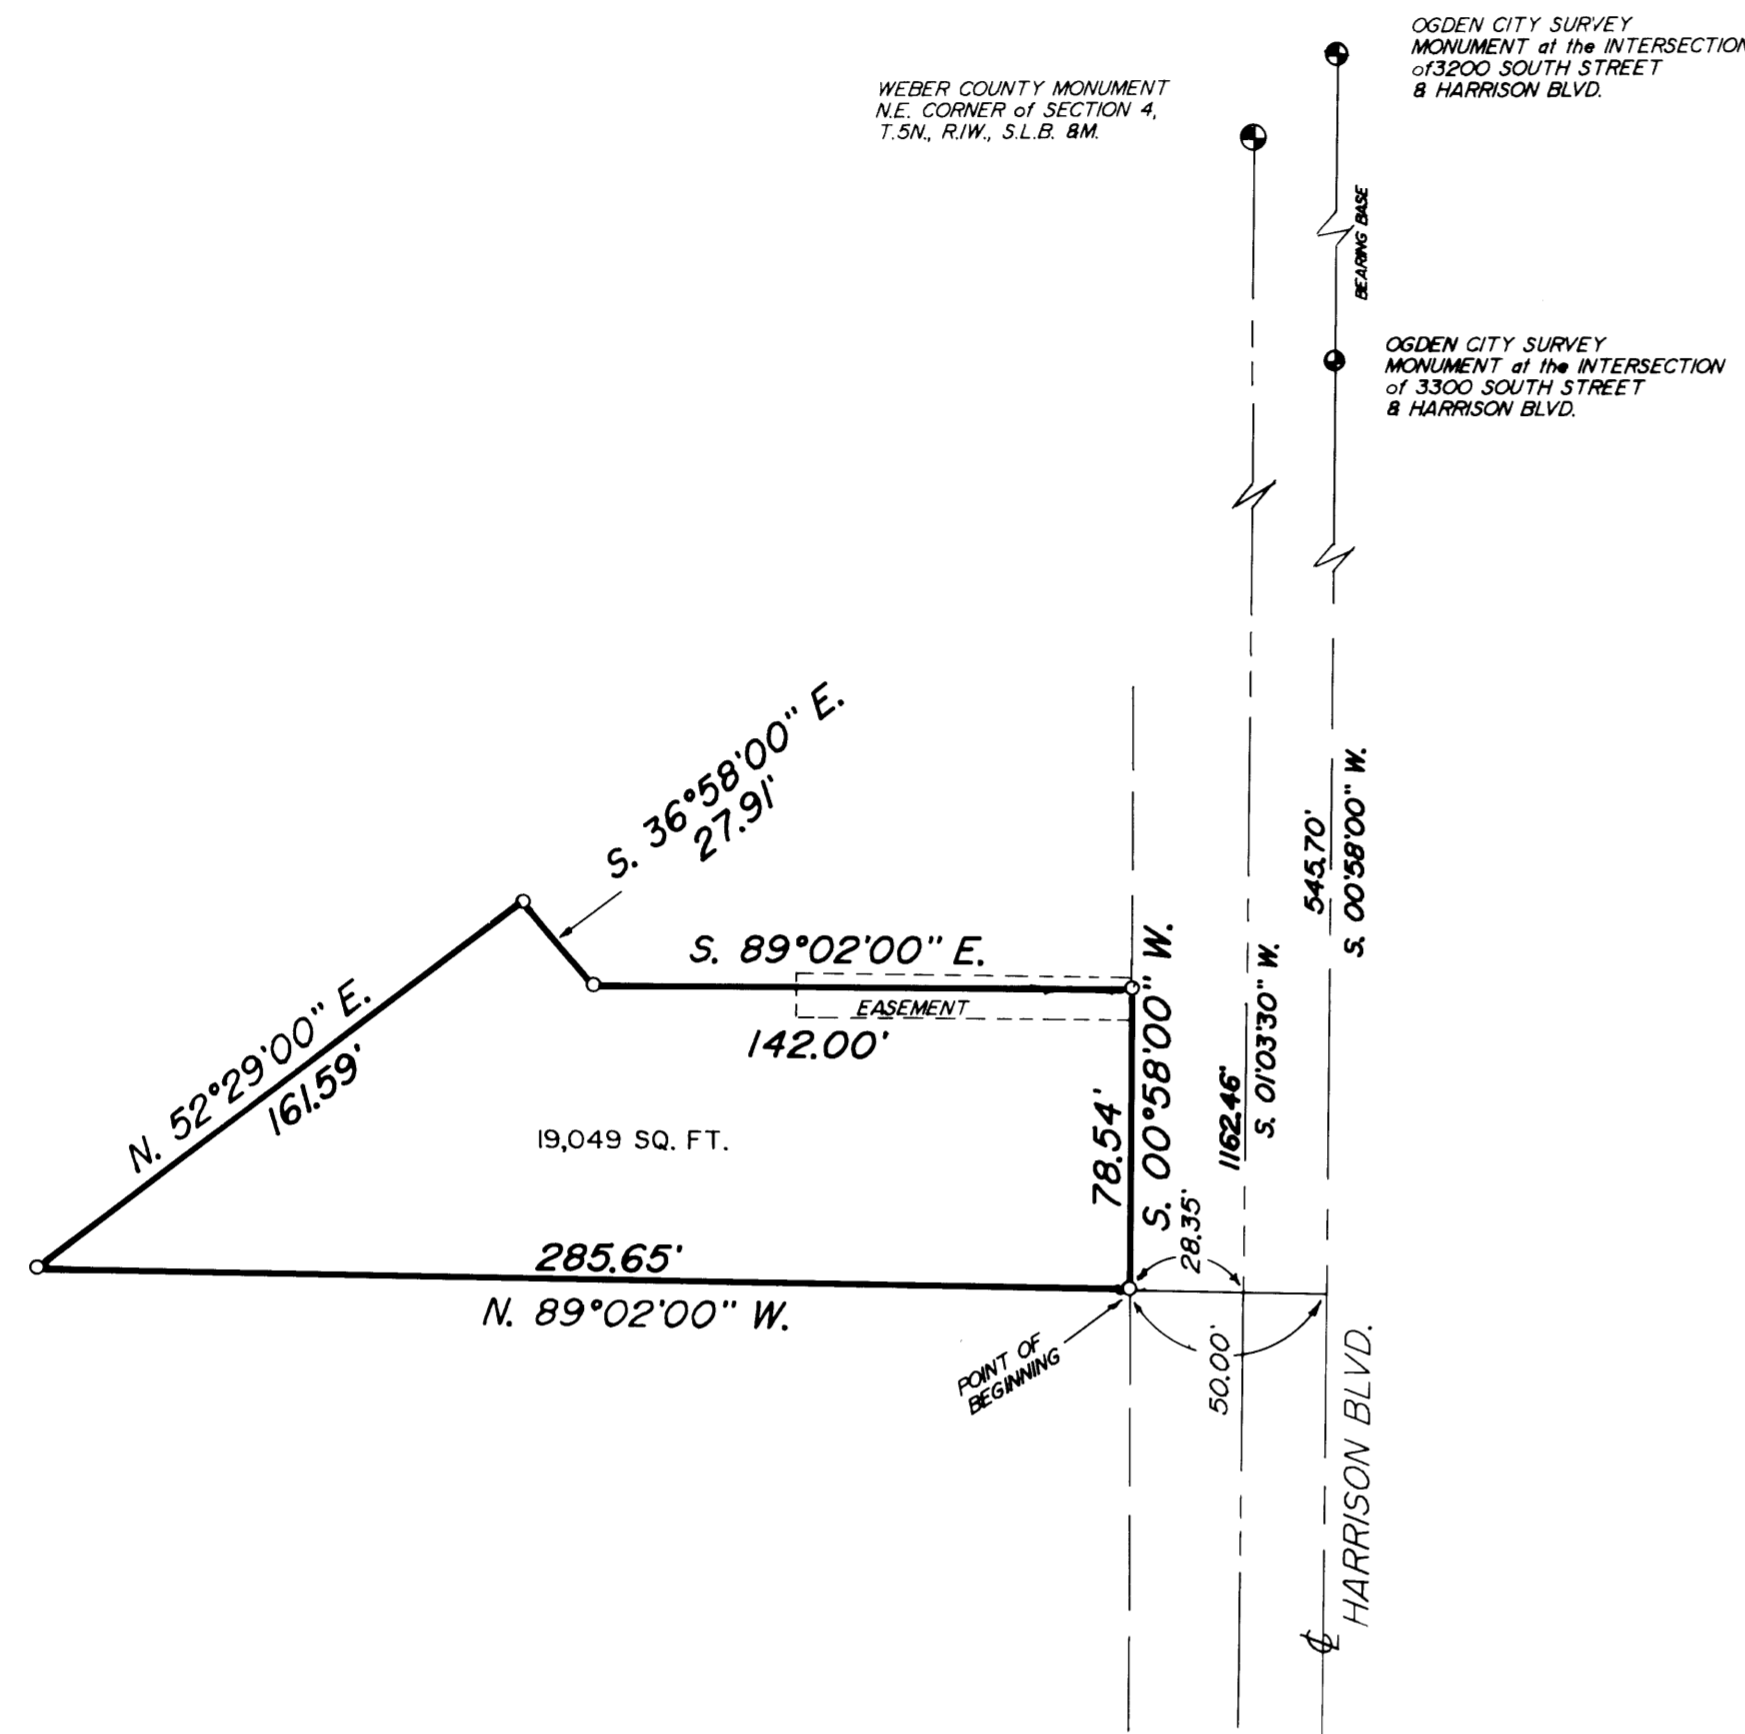 OGDEN CITY SURVEY
MONUMENT at the INTERSECTION
of 3200 SOUTH STREET
& HARRISON BLVD.
WEBER COUNTY MONUMENT
N.E. CORNER of SECTION 4,
T.5N., R.1W., S.L.B. &M.
BEARING BASE
OGDEN CITY SURVEY
MONUMENT at the INTERSECTION
of 3300 SOUTH STREET
& HARRISON BLVD.
S. 36°58'00" E.
27.91'
545.70'
S. 00°58'00" W.
S. 89°02'00" E.
EASEMENT
142.00'
S. 00°58'00" W.
78.54'
1162.46'
S. 01°03'30" W.
N. 52°29'00" E.
161.59'
19,049 SQ. FT.
28.35'
285.65'
N. 89°02'00" W.
POINT OF
BEGINNING
50.00'
HARRISON BLVD.